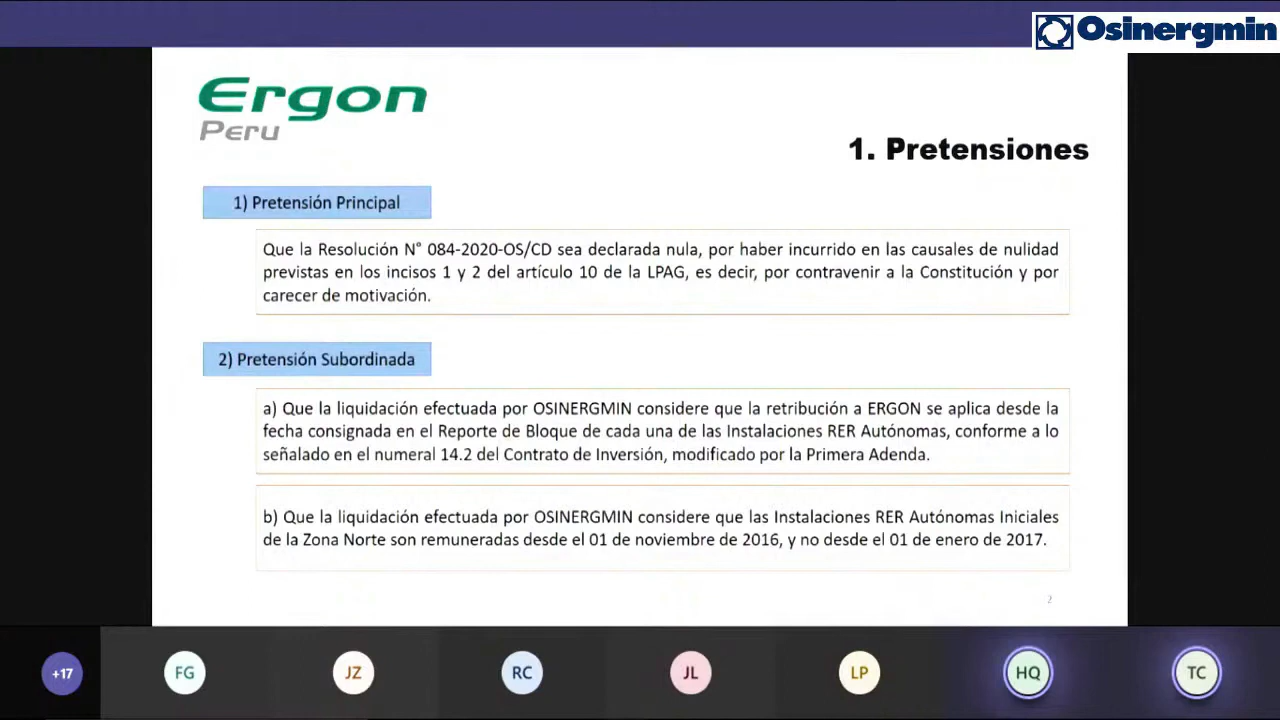 Osinergmin
Ergon
Peru
1. Pretensiones
1) Pretensión Principal
Que la Resolución N° 084-2020-OS/CD sea declarada nula, por haber incurrido en las causales de nulidad
previstas en los incisos 1 y 2 del artículo 10 de la LPAG, es decir, por contravenir a la Constitución y por
carecer de motivación.
2) Pretensión Subordinada
a) Que la liquidación efectuada por OSINERGMIN considere que la retribución a ERGON se aplica desde la
fecha consignada en el Reporte de Bloque de cada una de las Instalaciones RER Autónomas, conforme a lo
señalado en el numeral 14.2 del Contrato de Inversión, modificado por la Primera Adenda.
b) Que la liquidación efectuada por OSINERGMIN considere que las Instalaciones RER Autónomas Iniciales
de la Zona Norte son remuneradas desde el 01 de noviembre de 2016, y no desde el 01 de enero de 2017.
2
+17 FG JZ RC JL LP HQ TC